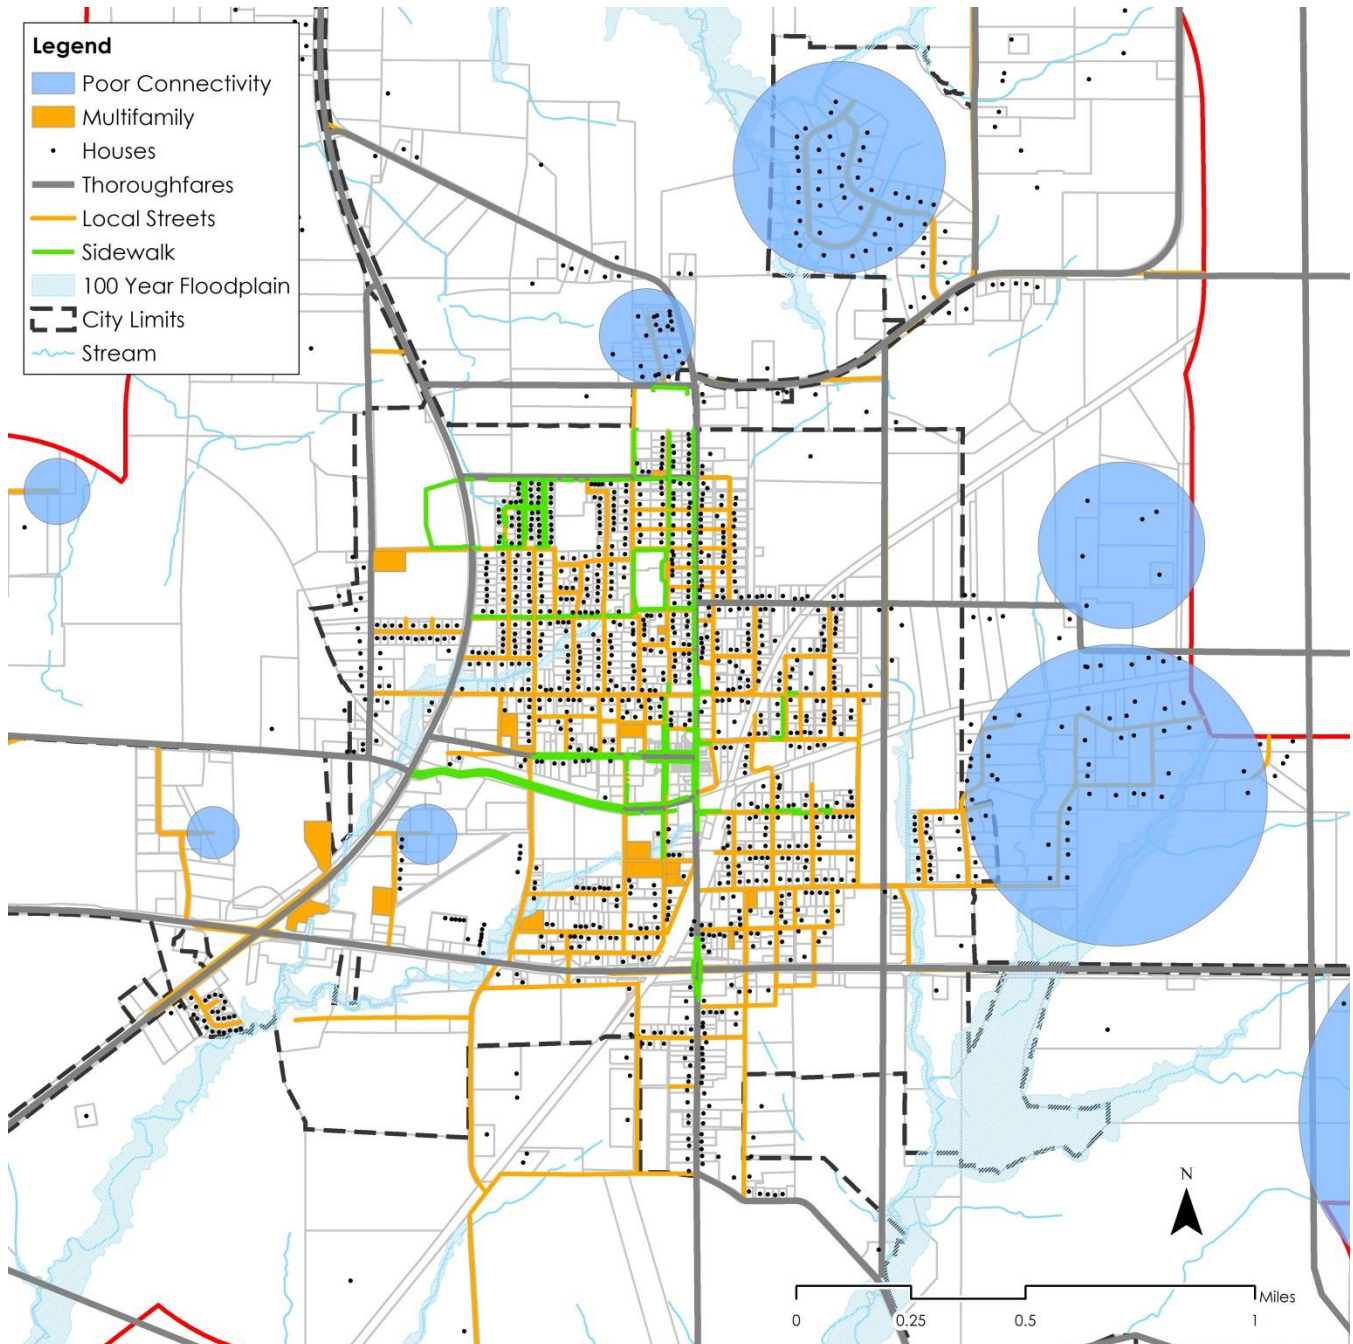 Legend
Poor Connectivity
Multifamily
Houses
Thoroughfares
Local Streets
Sidewalk
100 Year Floodplain
City Limits
Stream
N
Miles
0 0.25 0.5 1